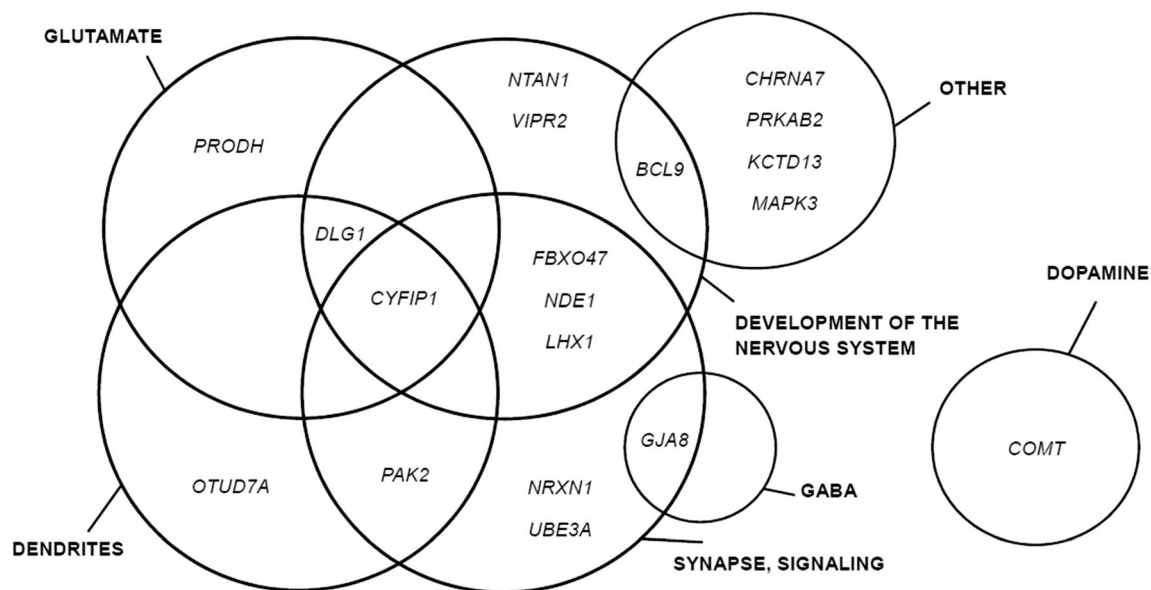 GLUTAMATE
NTAN1
VIPR2
CHRNA7
PRKAB2
KCTD13
MAPK3
OTHER
PRODH
BCL9
DLG1
CYFIP1
FBXO47
NDE1
LHX1
DEVELOPMENT OF THE
NERVOUS SYSTEM
DOPAMINE
COMT
GJA8
GABA
OTUD7A
PAK2
NRXN1
UBE3A
DENDRITES
SYNAPSE, SIGNALING